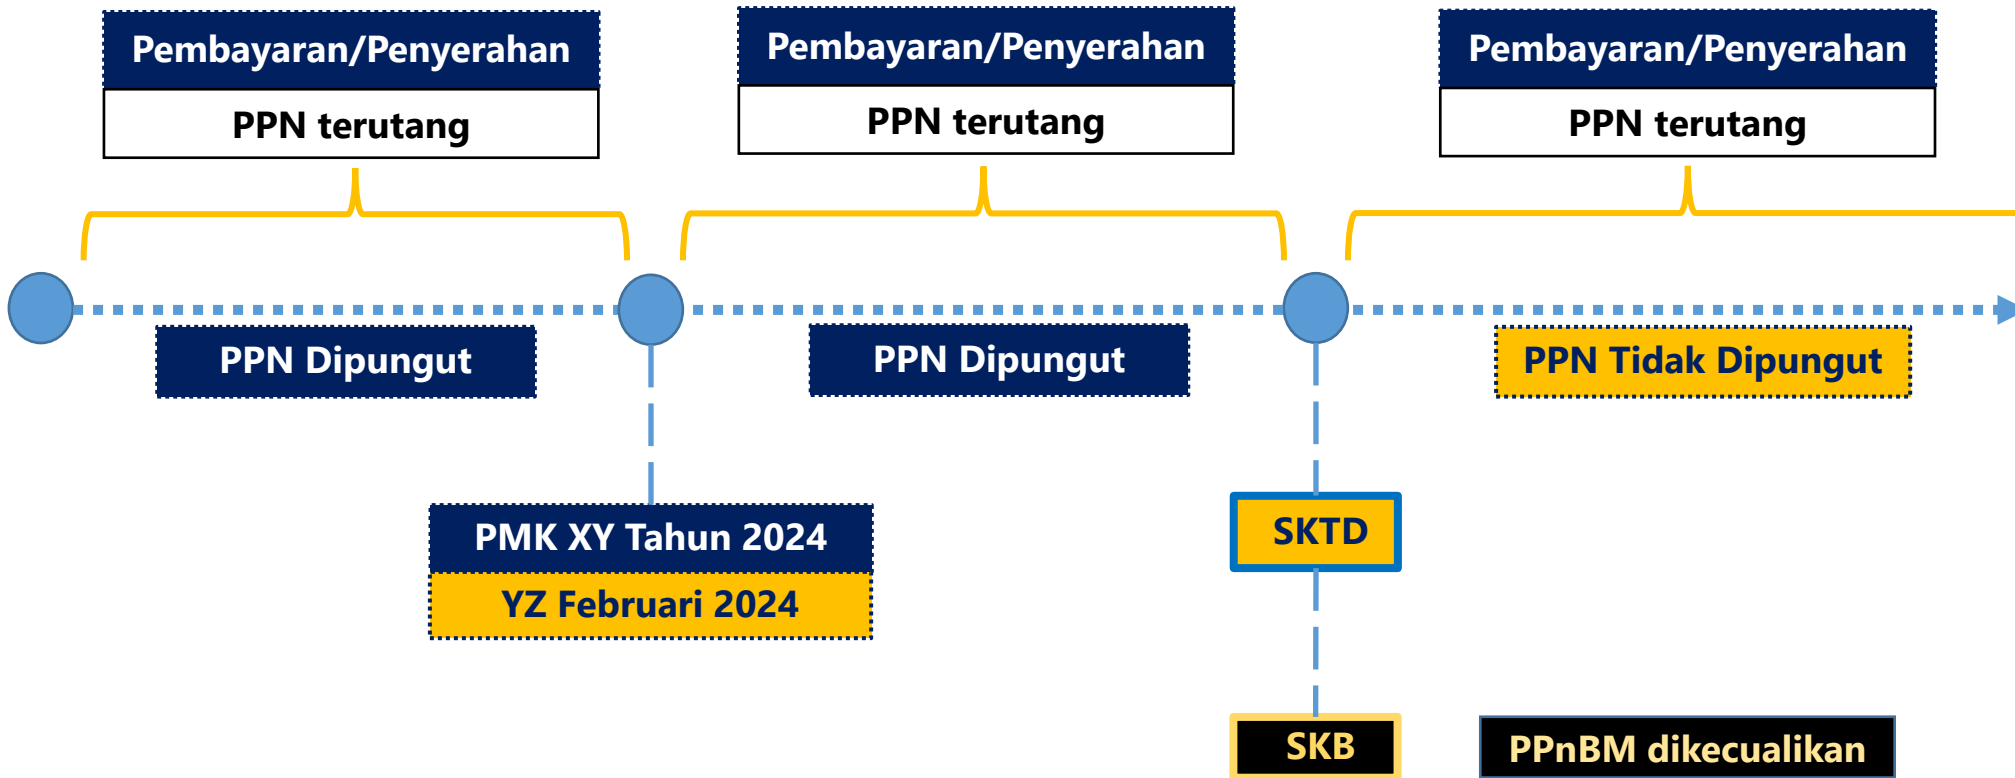 Pembayaran/Penyerahan
PPN terutang
Pembayaran/Penyerahan
PPN terutang
Pembayaran/Penyerahan
PPN terutang
PPN Dipungut
PPN Dipungut
PPN Tidak Dipungut
PMK XY Tahun 2024
YZ Februari 2024
SKTD
SKB
PPnBM dikecualikan